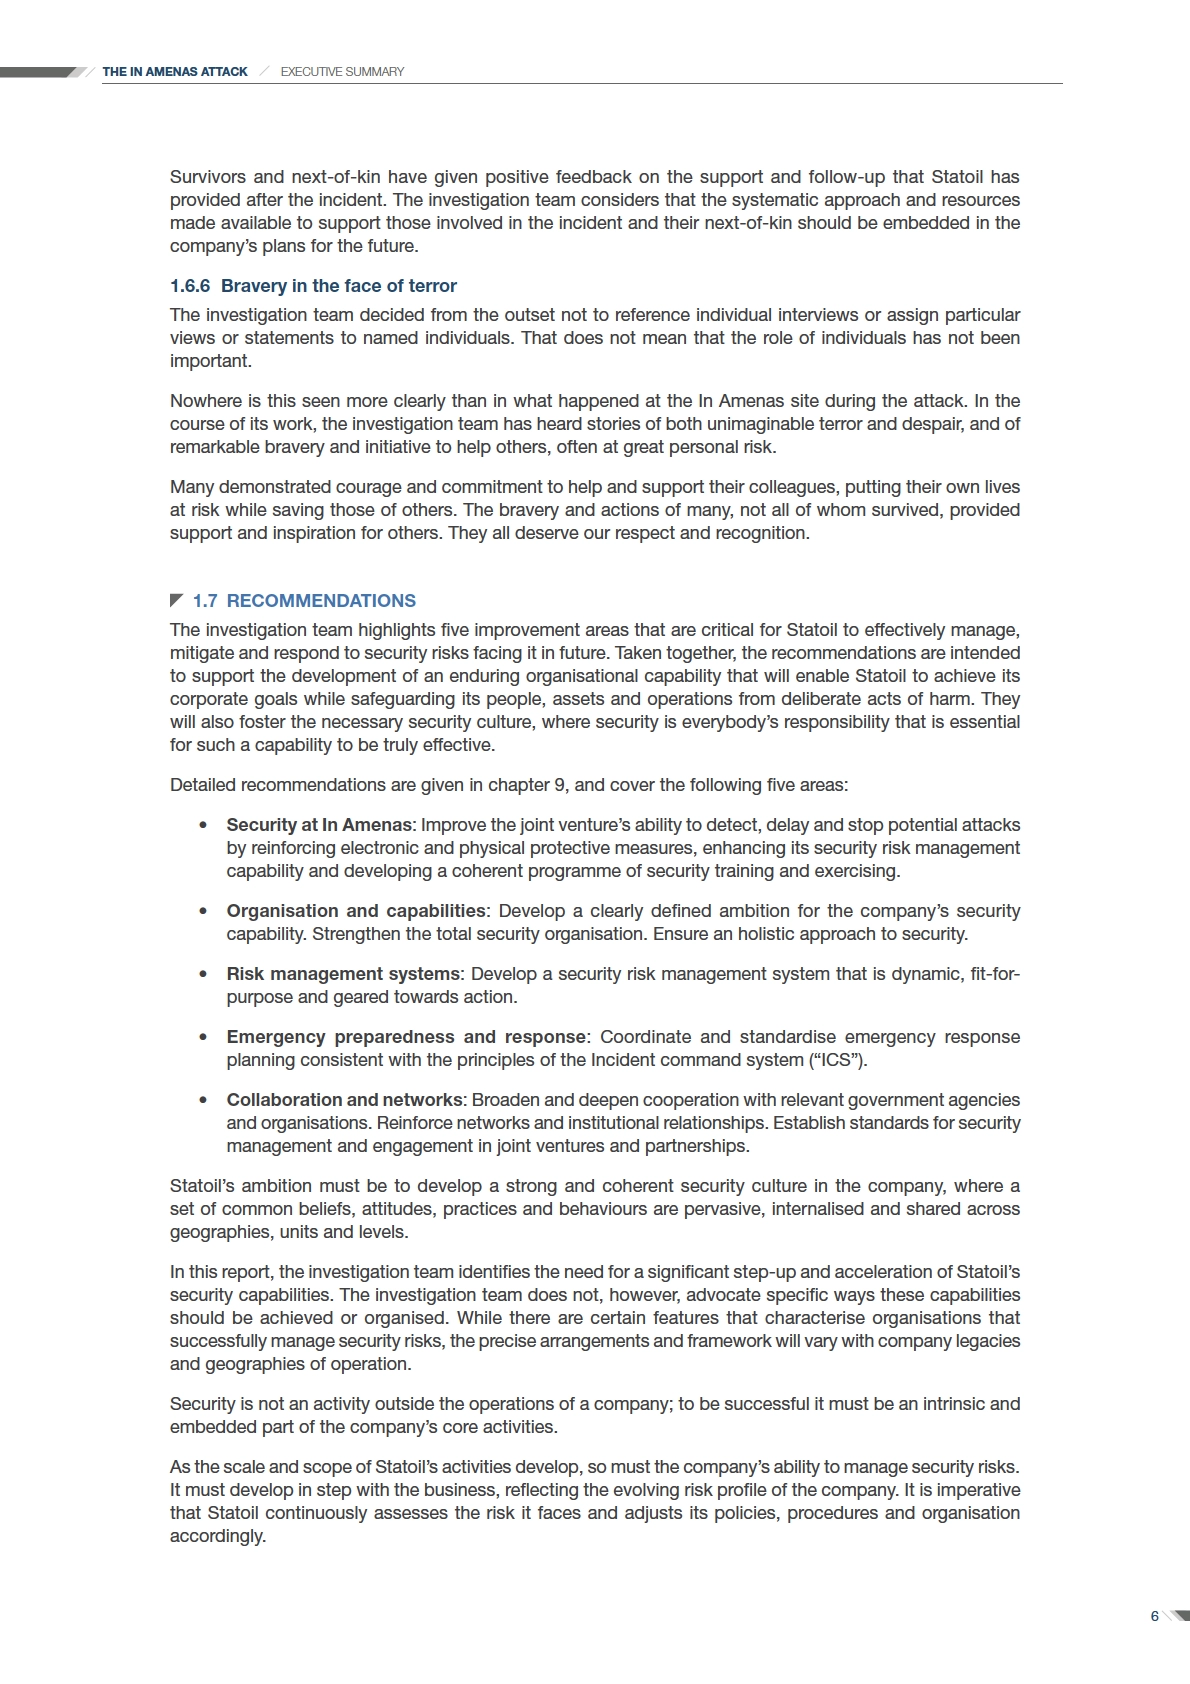 THE IN AMENAS ATTACK / EXECUTIVE SUMMARY
Survivors and next-of-kin have given positive feedback on the support and follow-up that Statoil has
provided after the incident. The investigation team considers that the systematic approach and resources
made available to support those involved in the incident and their next-of-kin should be embedded in the
company’s plans for the future.
1.6.6 Bravery in the face of terror
The investigation team decided from the outset not to reference individual interviews or assign particular
views or statements to named individuals. That does not mean that the role of individuals has not been
important.
Nowhere is this seen more clearly than in what happened at the In Amenas site during the attack. In the
course of its work, the investigation team has heard stories of both unimaginable terror and despair, and of
remarkable bravery and initiative to help others, often at great personal risk.
Many demonstrated courage and commitment to help and support their colleagues, putting their own lives
at risk while saving those of others. The bravery and actions of many, not all of whom survived, provided
support and inspiration for others. They all deserve our respect and recognition.
1.7 RECOMMENDATIONS
The investigation team highlights five improvement areas that are critical for Statoil to effectively manage,
mitigate and respond to security risks facing it in future. Taken together, the recommendations are intended
to support the development of an enduring organisational capability that will enable Statoil to achieve its
corporate goals while safeguarding its people, assets and operations from deliberate acts of harm. They
will also foster the necessary security culture, where security is everybody’s responsibility that is essential
for such a capability to be truly effective.
Detailed recommendations are given in chapter 9, and cover the following five areas:
• Security at In Amenas: Improve the joint venture’s ability to detect, delay and stop potential attacks
by reinforcing electronic and physical protective measures, enhancing its security risk management
capability and developing a coherent programme of security training and exercising.
• Organisation and capabilities: Develop a clearly defined ambition for the company’s security
capability. Strengthen the total security organisation. Ensure an holistic approach to security.
• Risk management systems: Develop a security risk management system that is dynamic, fit-for-
purpose and geared towards action.
• Emergency preparedness and response: Coordinate and standardise emergency response
planning consistent with the principles of the Incident command system (“ICS”).
• Collaboration and networks: Broaden and deepen cooperation with relevant government agencies
and organisations. Reinforce networks and institutional relationships. Establish standards for security
management and engagement in joint ventures and partnerships.
Statoil’s ambition must be to develop a strong and coherent security culture in the company, where a
set of common beliefs, attitudes, practices and behaviours are pervasive, internalised and shared across
geographies, units and levels.
In this report, the investigation team identifies the need for a significant step-up and acceleration of Statoil’s
security capabilities. The investigation team does not, however, advocate specific ways these capabilities
should be achieved or organised. While there are certain features that characterise organisations that
successfully manage security risks, the precise arrangements and framework will vary with company legacies
and geographies of operation.
Security is not an activity outside the operations of a company; to be successful it must be an intrinsic and
embedded part of the company’s core activities.
As the scale and scope of Statoil’s activities develop, so must the company’s ability to manage security risks.
It must develop in step with the business, reflecting the evolving risk profile of the company. It is imperative
that Statoil continuously assesses the risk it faces and adjusts its policies, procedures and organisation
accordingly.
6